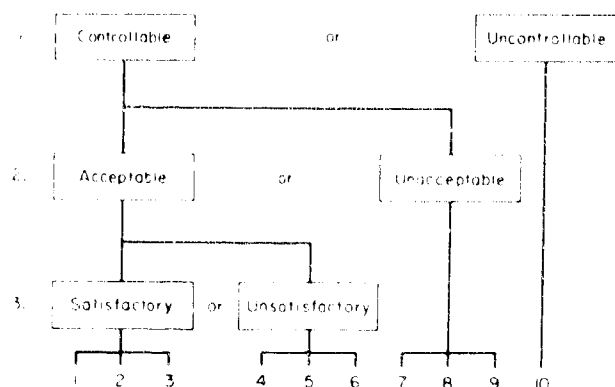 Controllable or Uncontrollable
2. Acceptable or Unacceptable
3. Satisfactory or Unsatisfactory
1 2 3 4 5 6 7 8 9 10